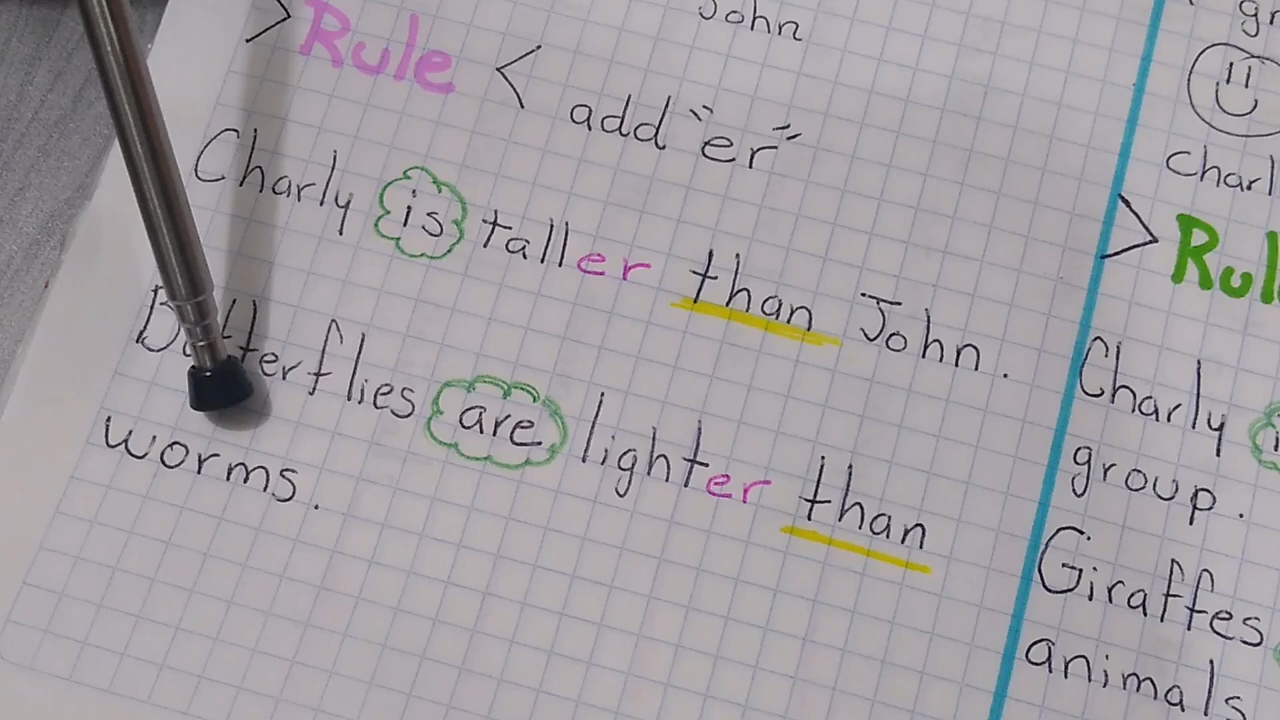 John
> Rule < add "er"
Charly is taller than John.
Butterflies are lighter than
worms.
gr
Charl
> Rul
Charly i
group.
Giraffes
animals